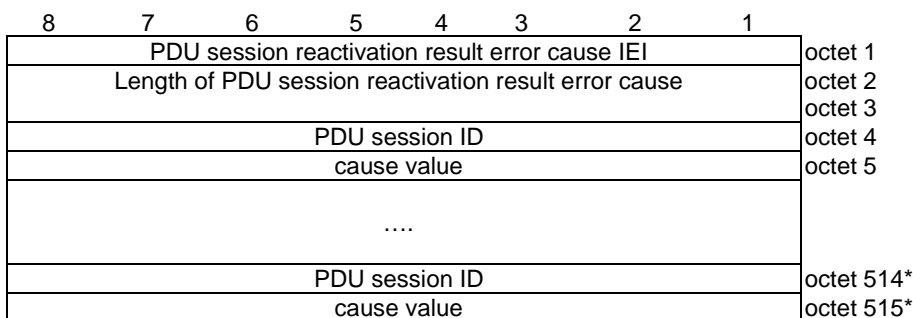 8 7 6 5 4 3 2 1
PDU session reactivation result error cause IEI octet 1
Length of PDU session reactivation result error cause octet 2
octet 3
PDU session ID octet 4
cause value octet 5
….
PDU session ID octet 514*
cause value octet 515*